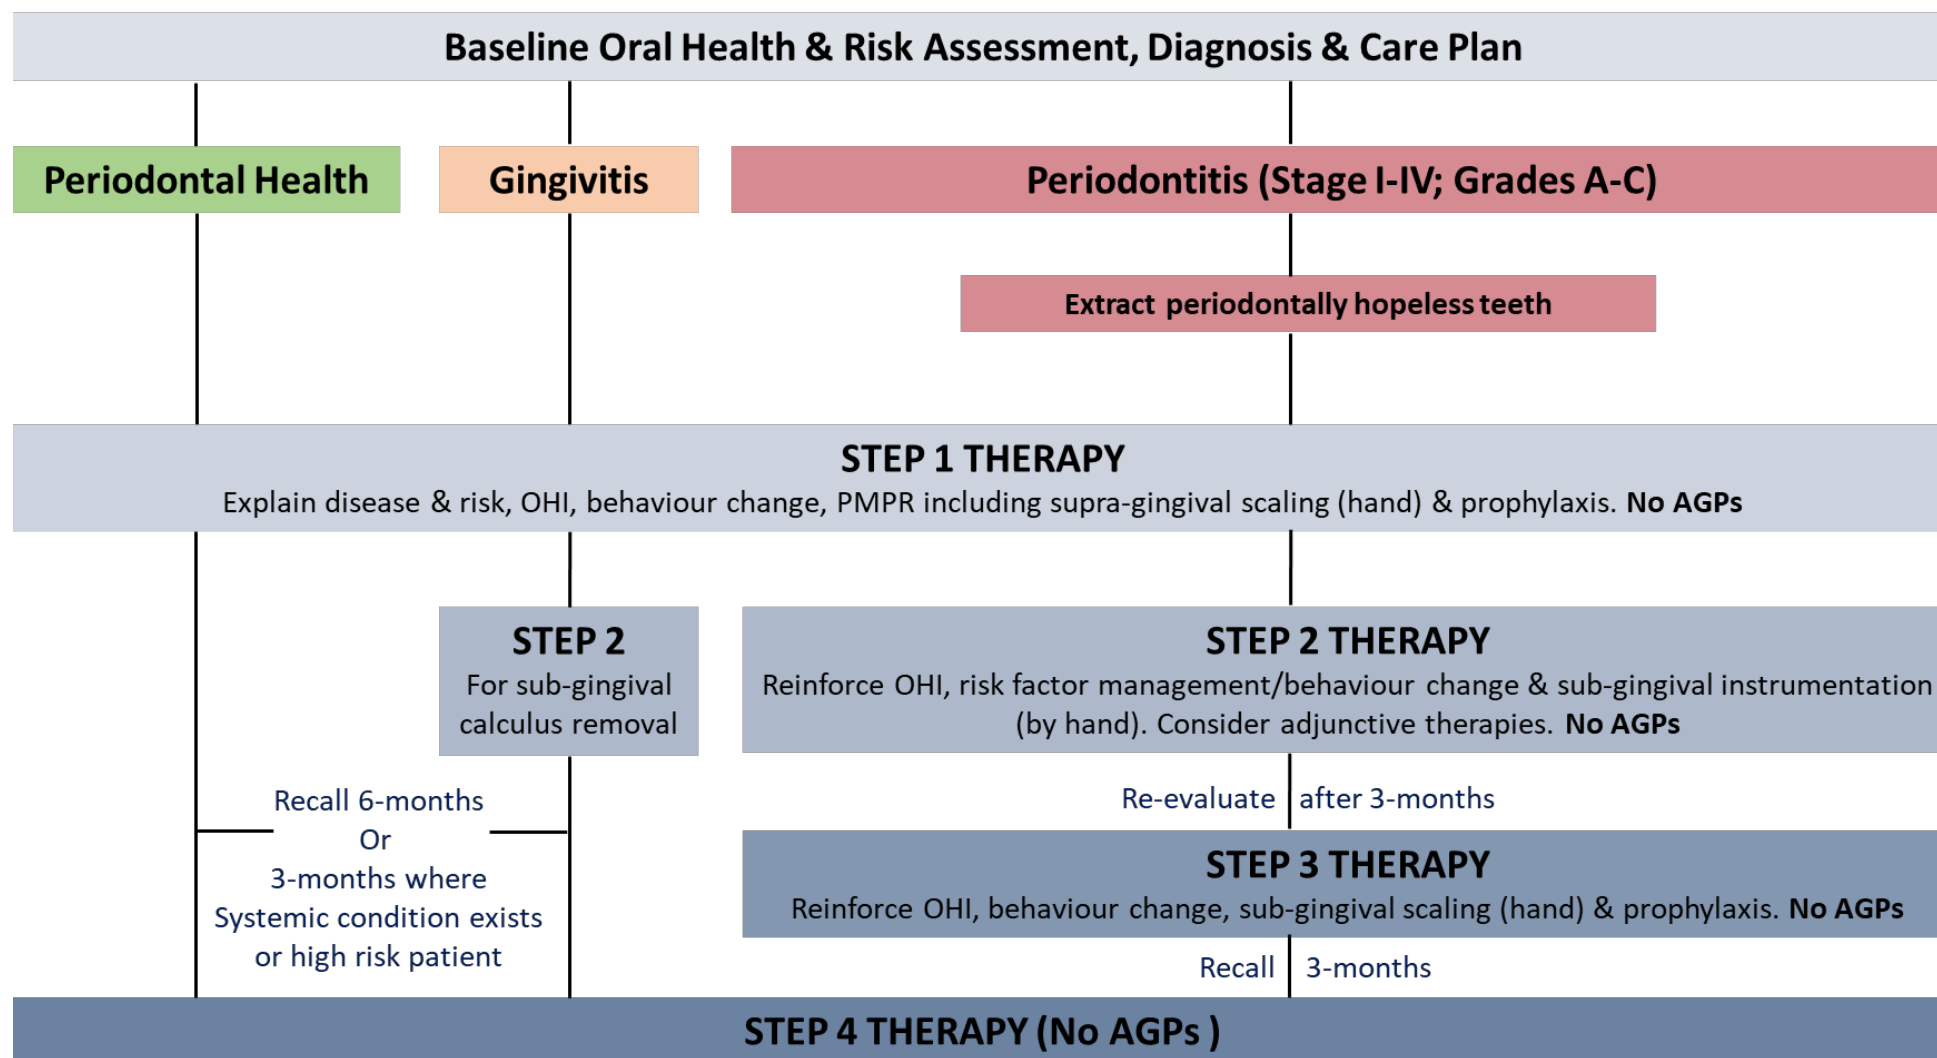 Baseline Oral Health & Risk Assessment, Diagnosis & Care Plan
Periodontal Health
Gingivitis
Periodontitis (Stage I-IV; Grades A-C)
Extract periodontally hopeless teeth
STEP 1 THERAPY
Explain disease & risk, OHI, behaviour change, PMPR including supra-gingival scaling (hand) & prophylaxis. No AGPs
STEP 2
For sub-gingival
calculus removal
STEP 2 THERAPY
Reinforce OHI, risk factor management/behaviour change & sub-gingival instrumentation
(by hand). Consider adjunctive therapies. No AGPs
Recall 6-months
Or
3-months where
Systemic condition exists
or high risk patient
Re-evaluate after 3-months
STEP 3 THERAPY
Reinforce OHI, behaviour change, sub-gingival scaling (hand) & prophylaxis. No AGPs
Recall 3-months
STEP 4 THERAPY (No AGPs )